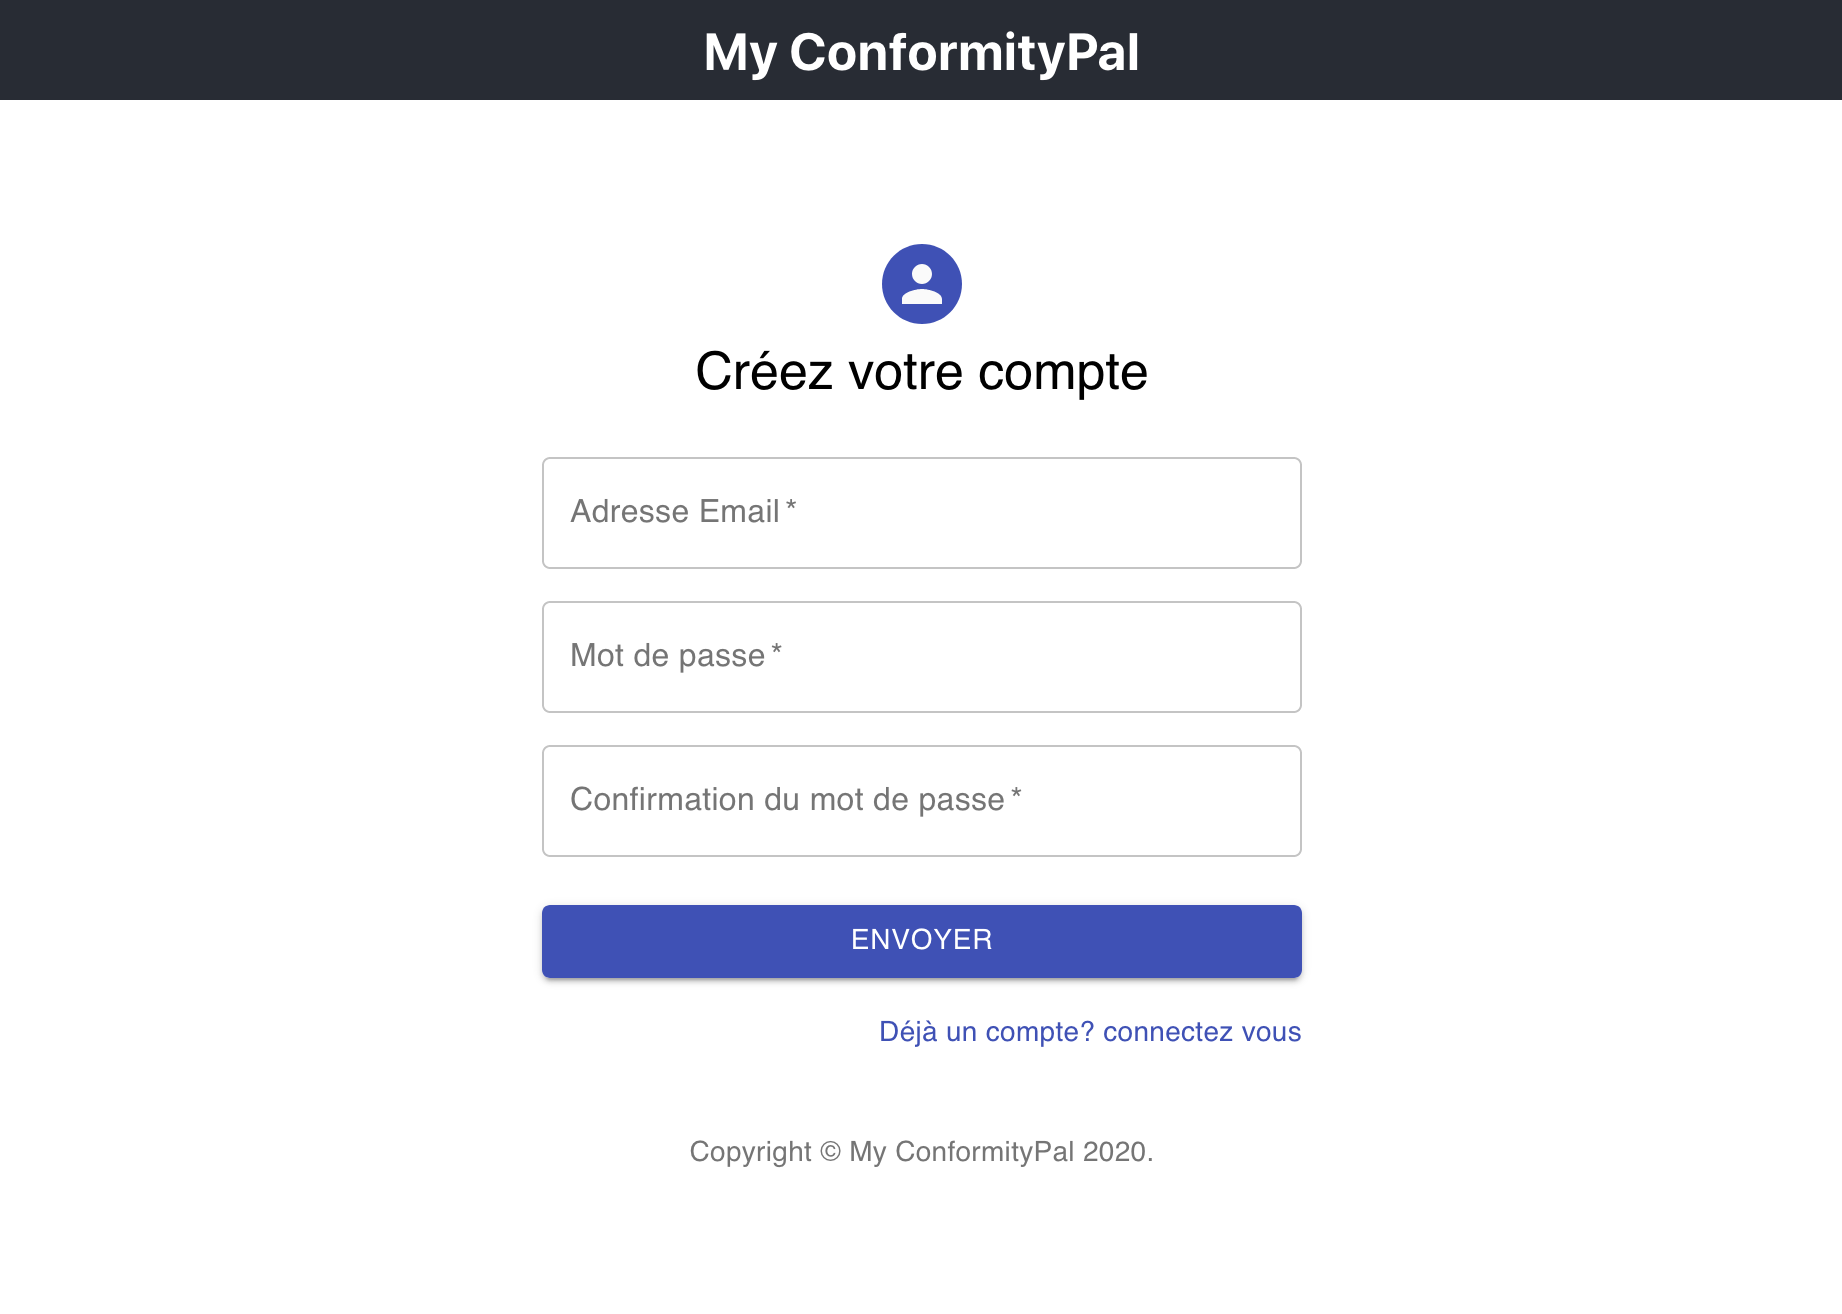 My ConformityPal
Créez votre compte
Adresse Email *
Mot de passe *
Confirmation du mot de passe *
ENVOYER
Déjà un compte? connectez vous
Copyright © My ConformityPal 2020.